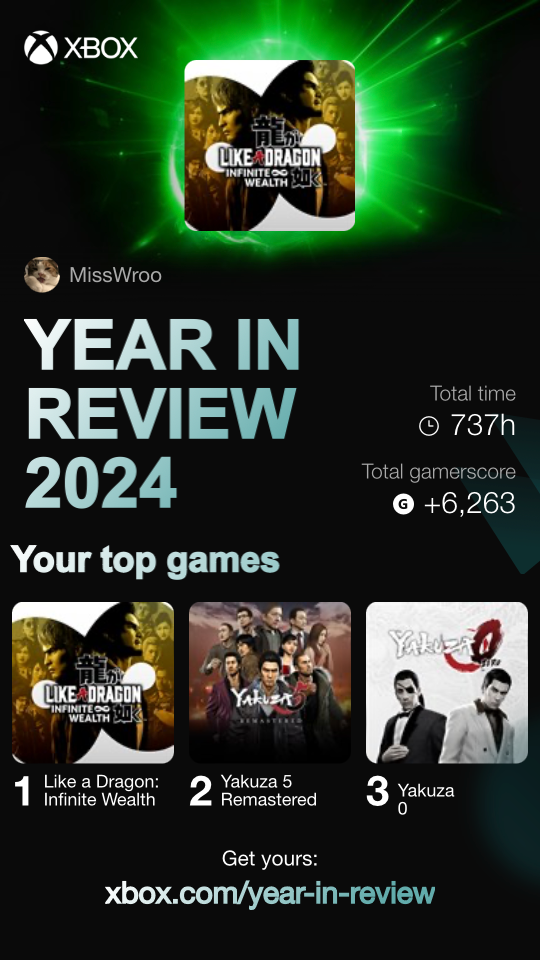 XBOX
龍が
LIKE A DRAGON
INFINITE
WEALTH
如く
MissWroo
YEAR IN
REVIEW
2024
Total time
737h
Total gamerscore
G +6,263
Your top games
龍が
LIKE A DRAGON
INFINITE
WEALTH
如く
Yakuza 5
REMASTERED
Yakuza 0
1 Like a Dragon:
Infinite Wealth
2 Yakuza 5
Remastered
3 Yakuza
0
Get yours:
xbox.com/year-in-review